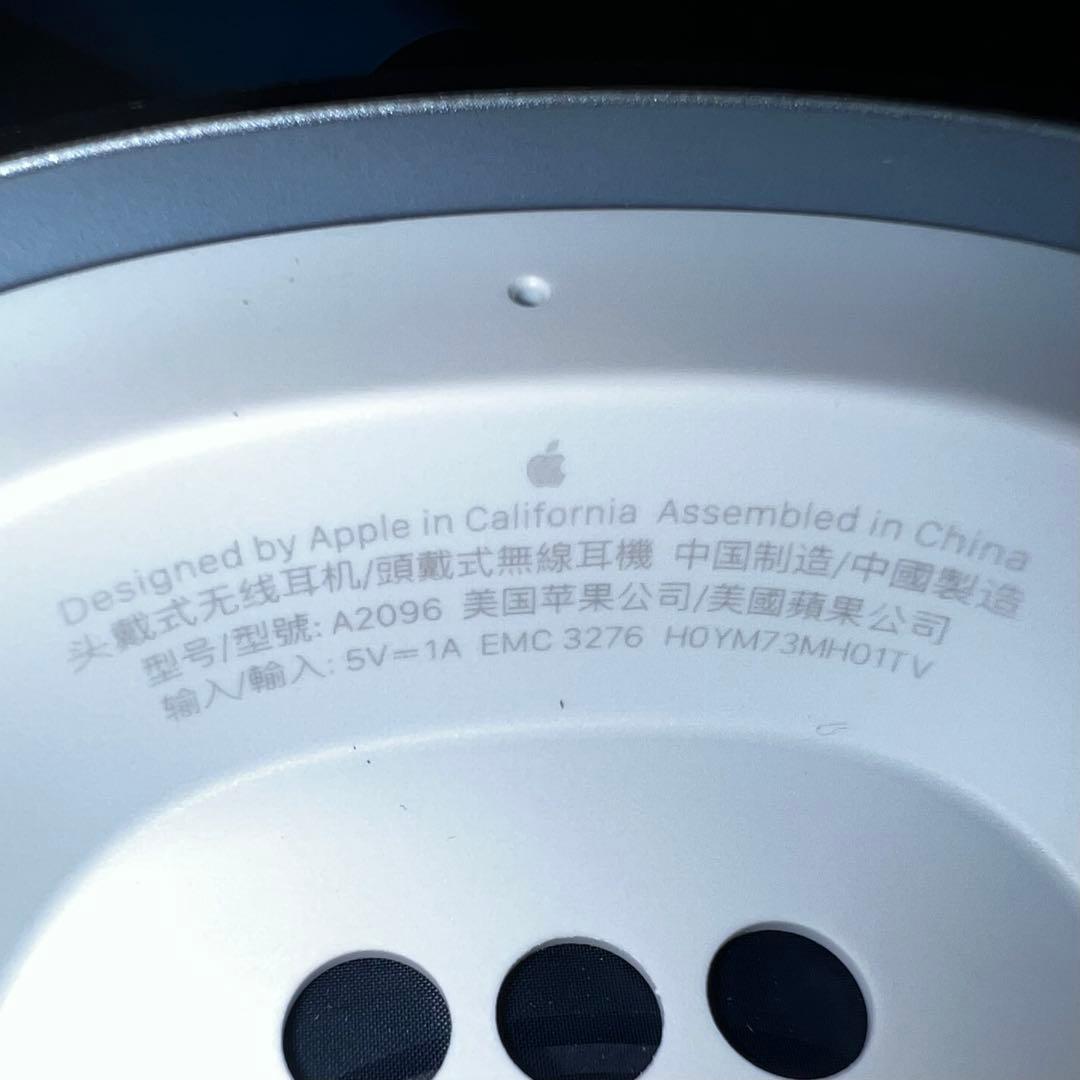 Designed by Apple in California Assembled in China
头戴式无线耳机/頭戴式無線耳機 中国制造/中國製造
型号/型號: A2096 美国苹果公司/美國蘋果公司
输入/輸入: 5V⎓1A EMC 3276 H0YM73MH01TV